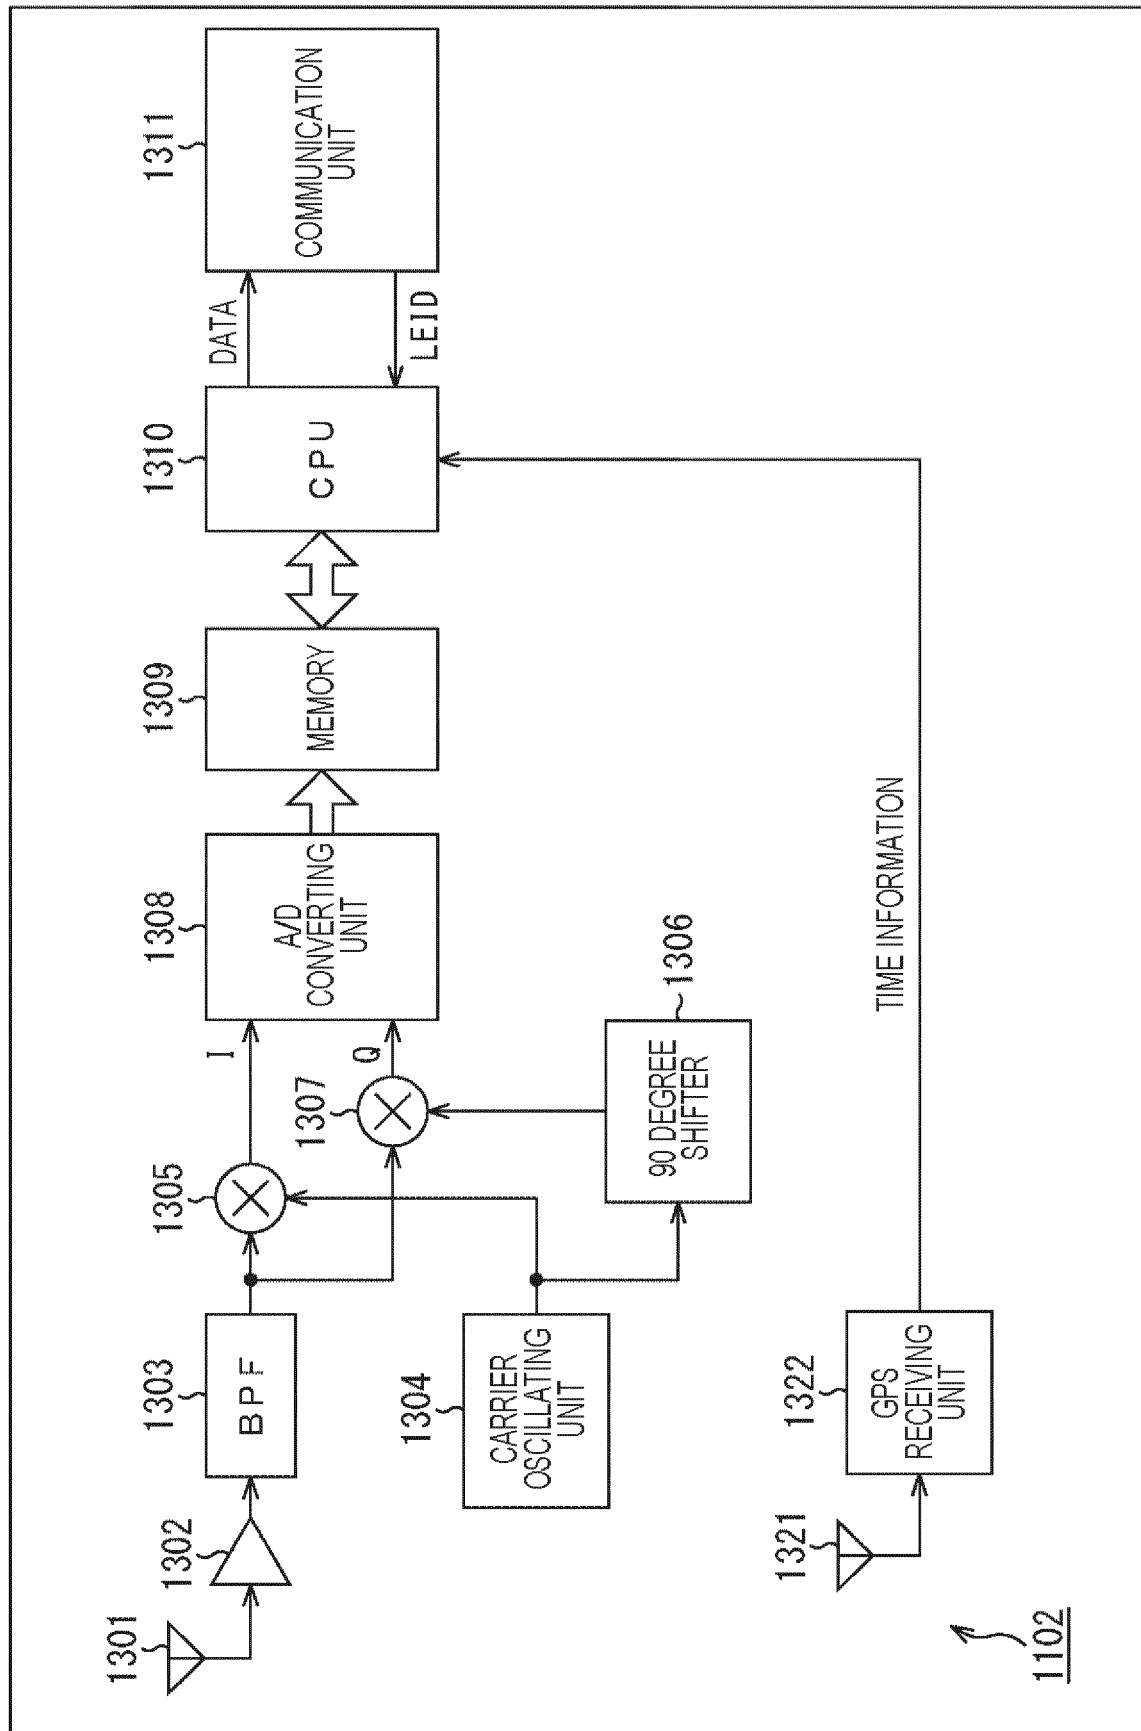 1301
1302
1303
BPF
1305
I
1307
Q
1308
A/D
CONVERTING
UNIT
1309
MEMORY
1310
CPU
DATA
LEID
1311
COMMUNICATION
UNIT
1304
CARRIER
OSCILLATING
UNIT
1306
90 DEGREE
SHIFTER
1321
1322
GPS
RECEIVING
UNIT
TIME INFORMATION
1102